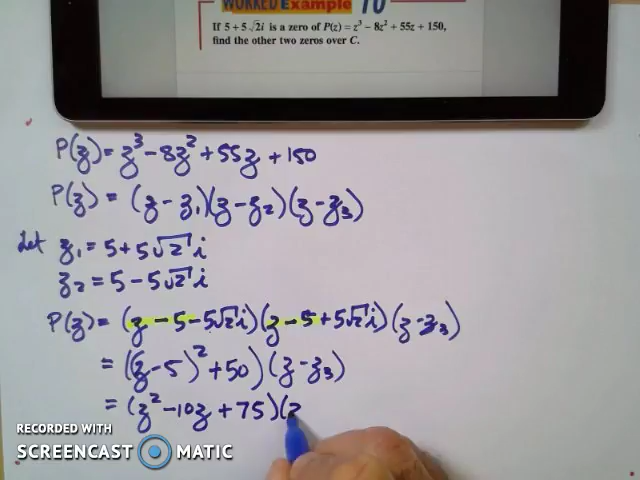 WORKED Example 10
If 5 + 5√2i is a zero of P(z) = z³ − 8z² + 55z + 150,
find the other two zeros over C.
P(z) = z³ − 8z² + 55z + 150
P(z) = (z − z₁)(z − z₂)(z − z₃)
Let z₁ = 5 + 5√2 i
z₂ = 5 − 5√2 i
P(z) = (z − 5 − 5√2 i)(z − 5 + 5√2 i)(z − z₃)
= ((z − 5)² + 50)(z − z₃)
= (z² − 10z + 75)(z
RECORDED WITH
SCREENCAST MATIC